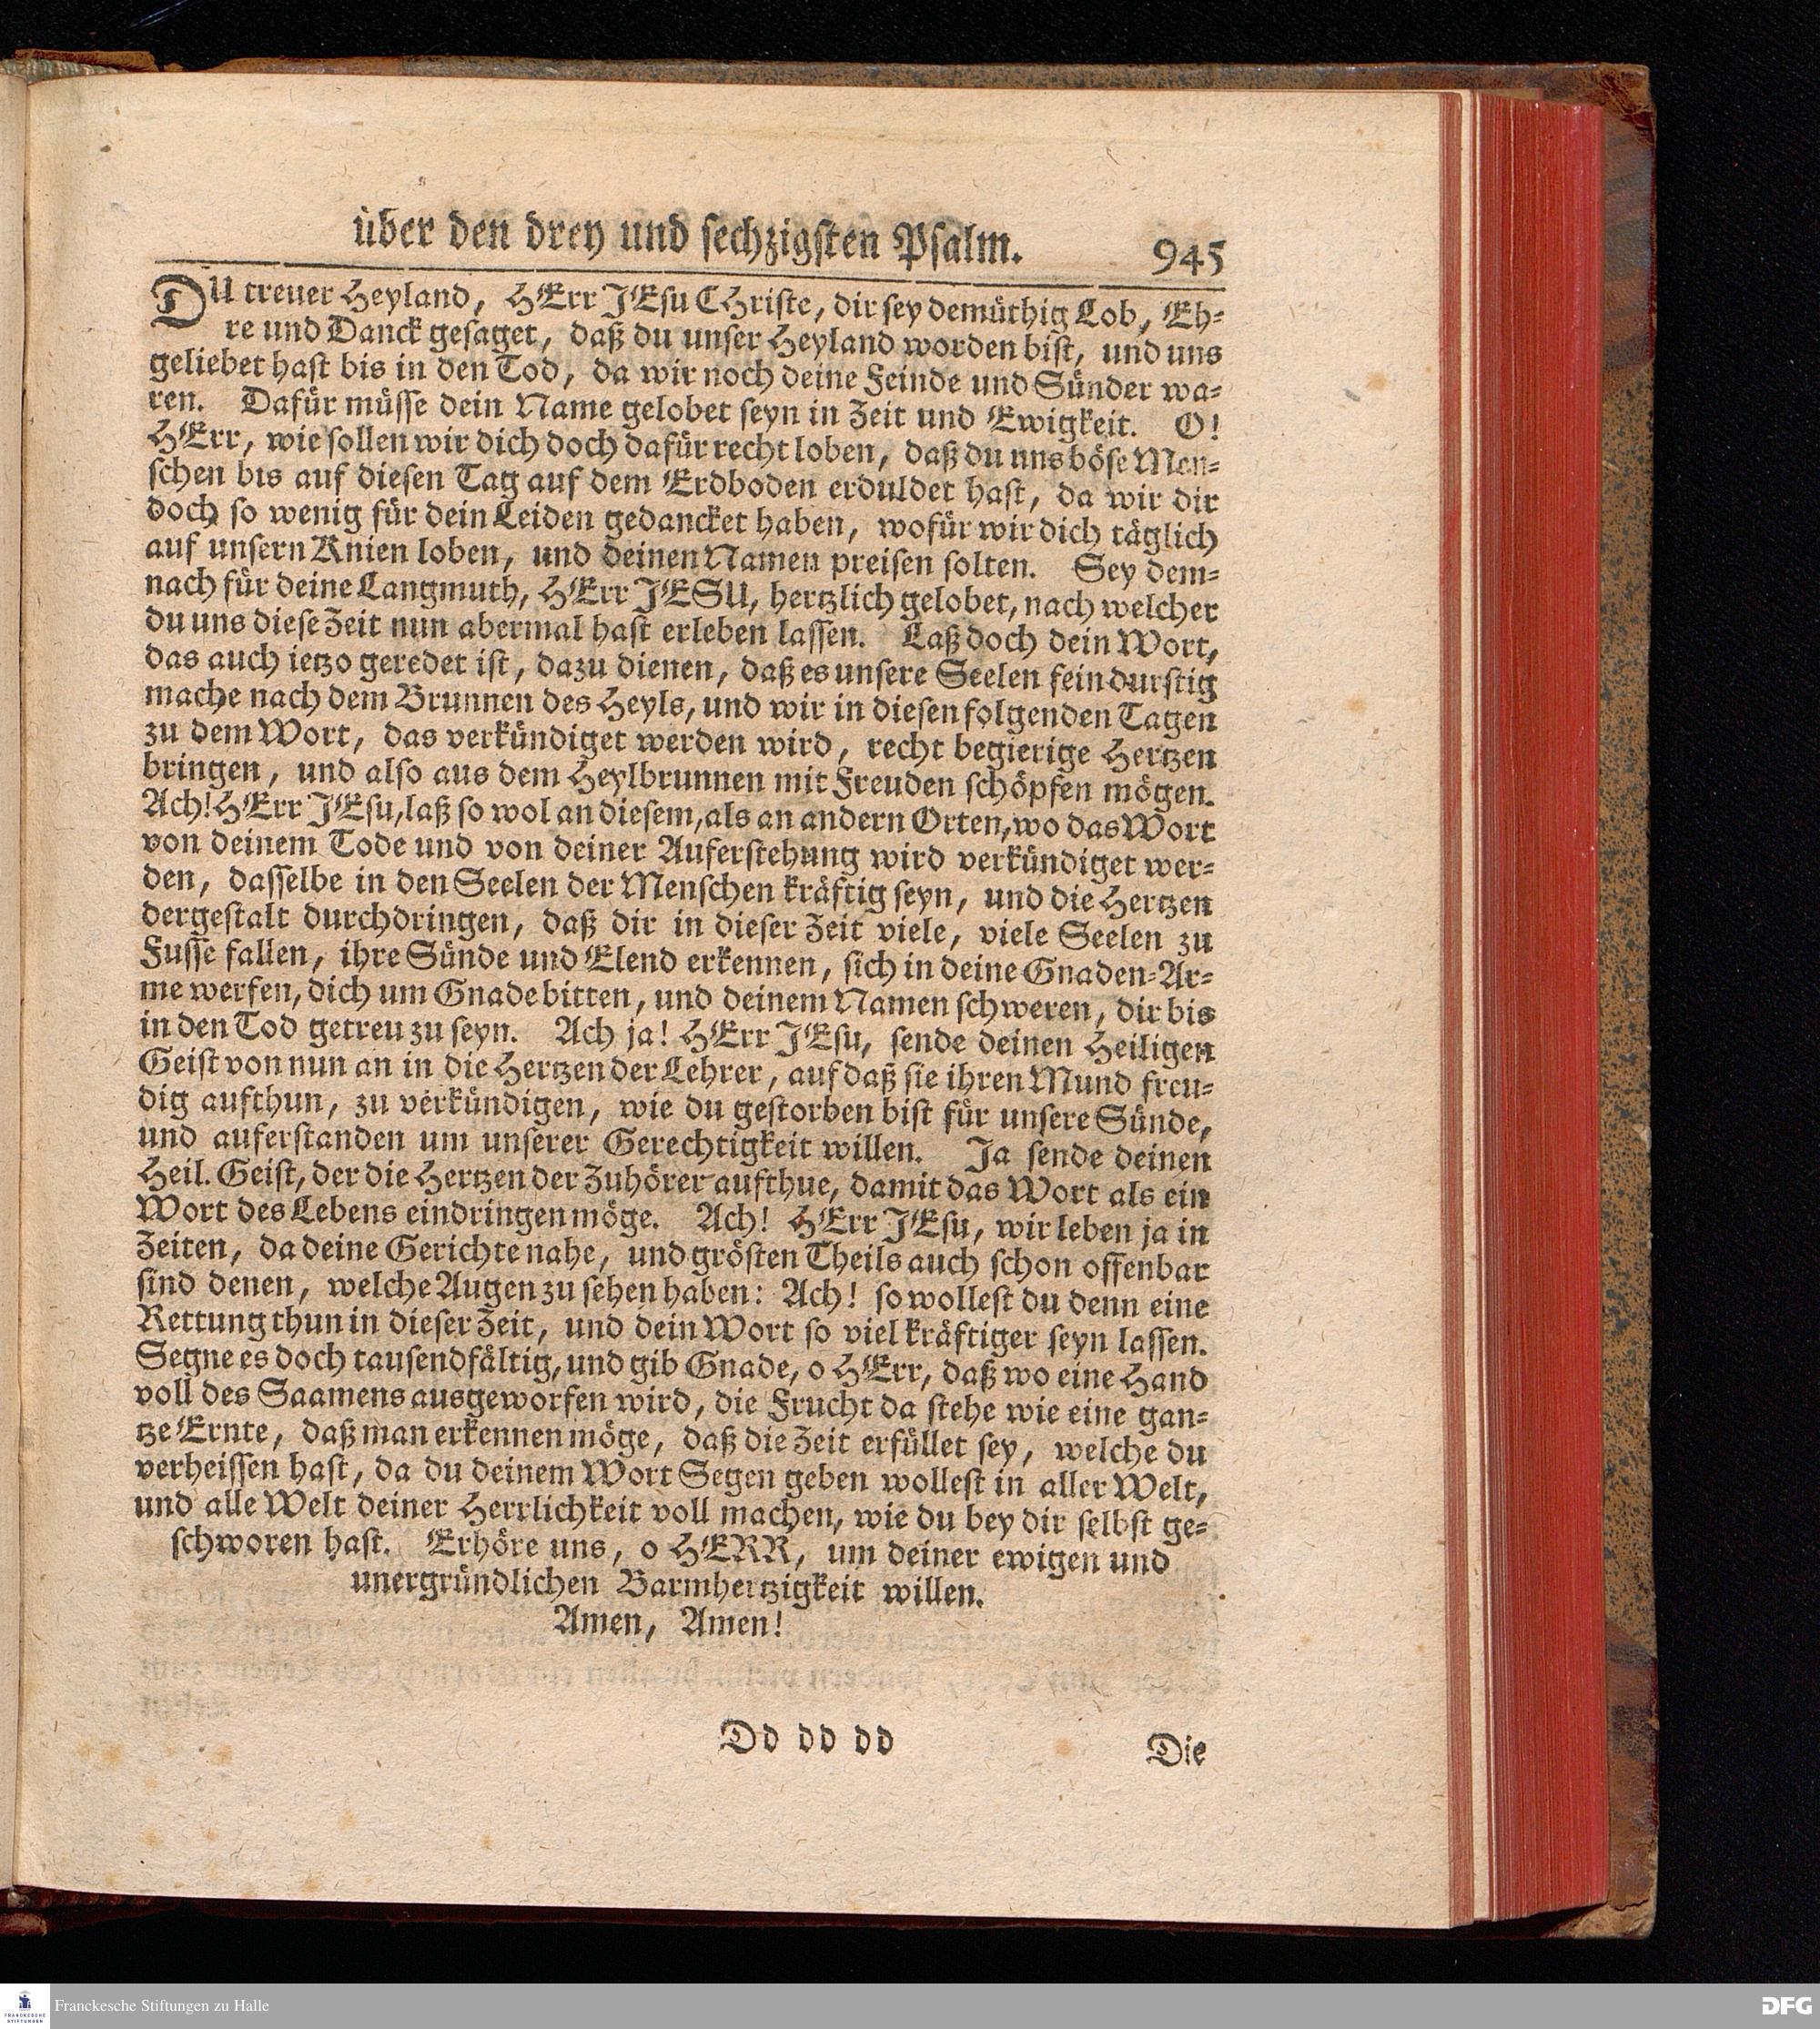 über den drey und sechzigsten Psalm. 945
DU treuer Heyland, HErr JEsu CHriste, dir sey demüthig Lob, Eh-
re und Danck gesaget, daß du unser Heyland worden bist, und uns
geliebet hast bis in den Tod, da wir noch deine Feinde und Sünder wa-
ren. Dafür müsse dein Name gelobet seyn in Zeit und Ewigkeit. O!
HErr, wie sollen wir dich doch dafür recht loben, daß du uns böse Men-
schen bis auf diesen Tag auf dem Erdboden erduldet hast, da wir dir
doch so wenig für dein Leiden gedancket haben, wofür wir dich täglich
auf unsern Knien loben, und deinen Namen preisen solten. Sey dem-
nach für deine Langmuth, HErr JESU, hertzlich gelobet, nach welcher
du uns diese Zeit nun abermal hast erleben lassen. Laß doch dein Wort,
das auch ietzo geredet ist, dazu dienen, daß es unsere Seelen fein durstig
mache nach dem Brunnen des Heyls, und wir in diesen folgenden Tagen
zu dem Wort, das verkündiget werden wird, recht begierige Hertzen
bringen, und also aus dem Heylbrunnen mit Freuden schöpfen mögen.
Ach! HErr JEsu, laß so wol an diesem, als an andern Orten, wo das Wort
von deinem Tode und von deiner Auferstehung wird verkündiget wer-
den, dasselbe in den Seelen der Menschen kräftig seyn, und die Hertzen
dergestalt durchdringen, daß dir in dieser Zeit viele, viele Seelen zu
Fusse fallen, ihre Sünde und Elend erkennen, sich in deine Gnaden-Ar-
me werfen, dich um Gnade bitten, und deinem Namen schweren, dir bis
in den Tod getreu zu seyn. Ach ja! HErr JEsu, sende deinen Heiligen
Geist von nun an in die Hertzen der Lehrer, auf daß sie ihren Mund freu-
dig aufthun, zu verkündigen, wie du gestorben bist für unsere Sünde,
und auferstanden um unserer Gerechtigkeit willen. Ja sende deinen
Heil. Geist, der die Hertzen der Zuhörer aufthue, damit das Wort als ein
Wort des Lebens eindringen möge. Ach! HErr JEsu, wir leben ja in
Zeiten, da deine Gerichte nahe, und grösten Theils auch schon offenbar
sind denen, welche Augen zu sehen haben: Ach! so wollest du denn eine
Rettung thun in dieser Zeit, und dein Wort so viel kräftiger seyn lassen.
Segne es doch tausendfältig, und gib Gnade, o HErr, daß wo eine Hand
voll des Saamens ausgeworfen wird, die Frucht da stehe wie eine gan-
tze Ernte, daß man erkennen möge, daß die Zeit erfüllet sey, welche du
verheissen hast, da du deinem Wort Segen geben wollest in aller Welt,
und alle Welt deiner Herrlichkeit voll machen, wie du bey dir selbst ge-
schworen hast. Erhöre uns, o HERR, um deiner ewigen und
unergründlichen Barmhertzigkeit willen.
Amen, Amen!
Dd dd dd Die
Franckesche Stiftungen zu Halle
FRANCKESCHE
STIFTUNGEN
DFG